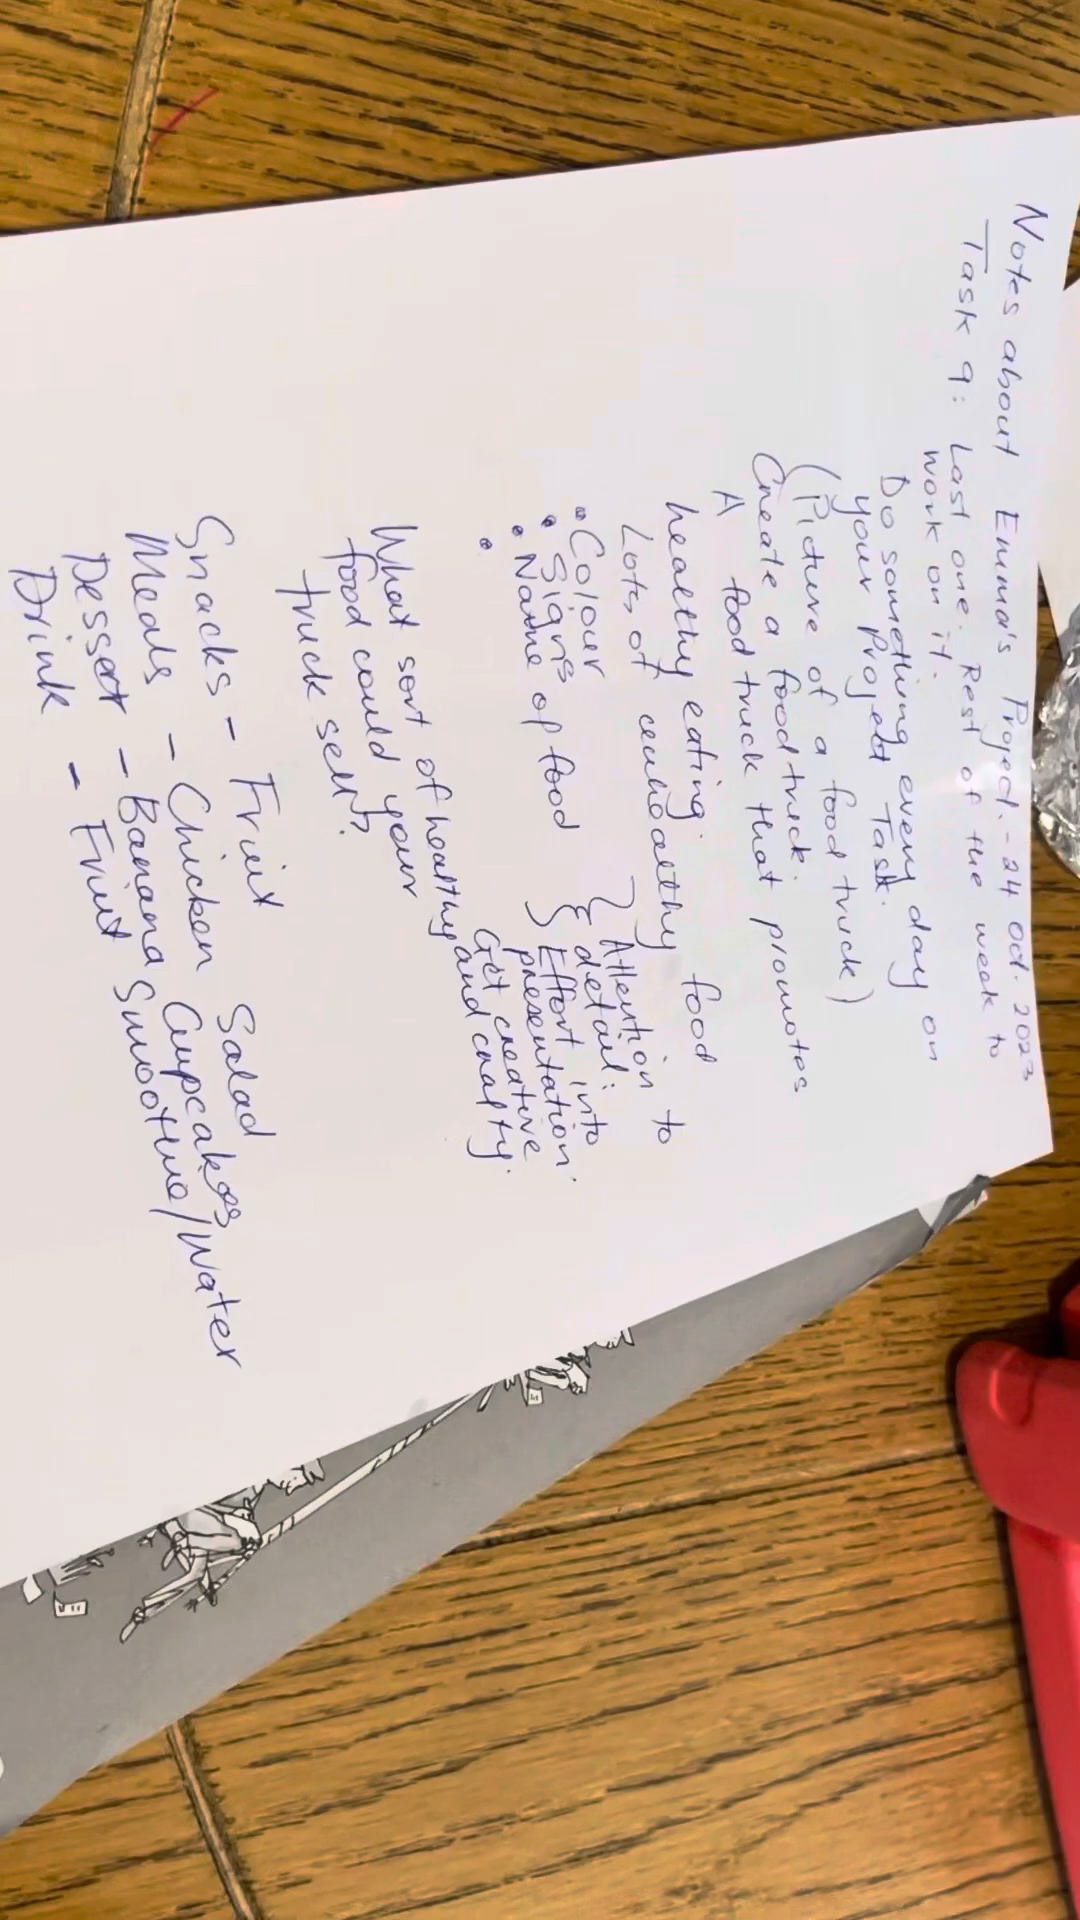 Notes about Emma's Project. - 24 Oct. 2023
Task 9: Last one. Rest of the week to
work on it.
Do something every day on
your Project Task.
(Picture of a food truck)
Create a food truck.
A food truck that promotes
healthy eating.
Lots of unhealthy food to
• Colour
• Signs
• Name of food
•
} Attention to
detail:
} Effort into
presentation.
Get creative
and crafty.
What sort of healthy
food could your
truck sell?
Snacks - Fruit
Meals - Chicken Salad
Dessert - Banana Cupcakes
Drink - Fruit Smoothie/Water